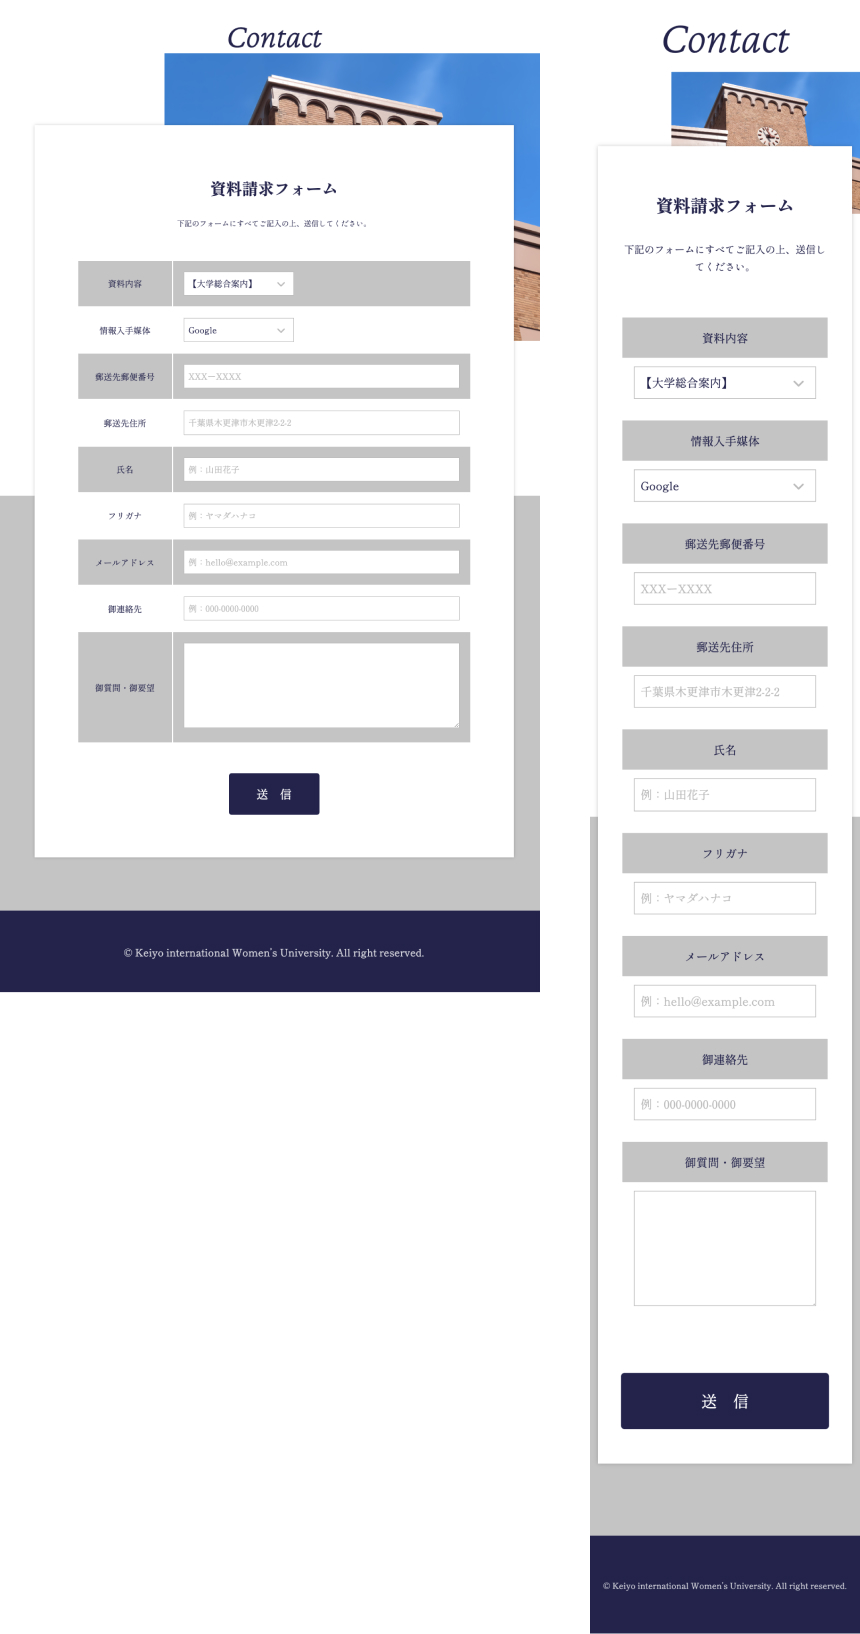 Contact
資料請求フォーム
下記のフォームにすべてご記入の上、送信してください。
資料内容
【大学総合案内】
情報入手媒体
Google
郵送先郵便番号
XXX－XXXX
郵送先住所
千葉県木更津市木更津2-2-2
氏名
例：山田花子
フリガナ
例：ヤマダハナコ
メールアドレス
例：hello@example.com
御連絡先
例：000-0000-0000
御質問・御要望
送　信
© Keiyo international Women's University. All right reserved.
Contact
資料請求フォーム
下記のフォームにすべてご記入の上、送信し
てください。
資料内容
【大学総合案内】
情報入手媒体
Google
郵送先郵便番号
XXX－XXXX
郵送先住所
千葉県木更津市木更津2-2-2
氏名
例：山田花子
フリガナ
例：ヤマダハナコ
メールアドレス
例：hello@example.com
御連絡先
例：000-0000-0000
御質問・御要望
送　信
© Keiyo international Women's University. All right reserved.